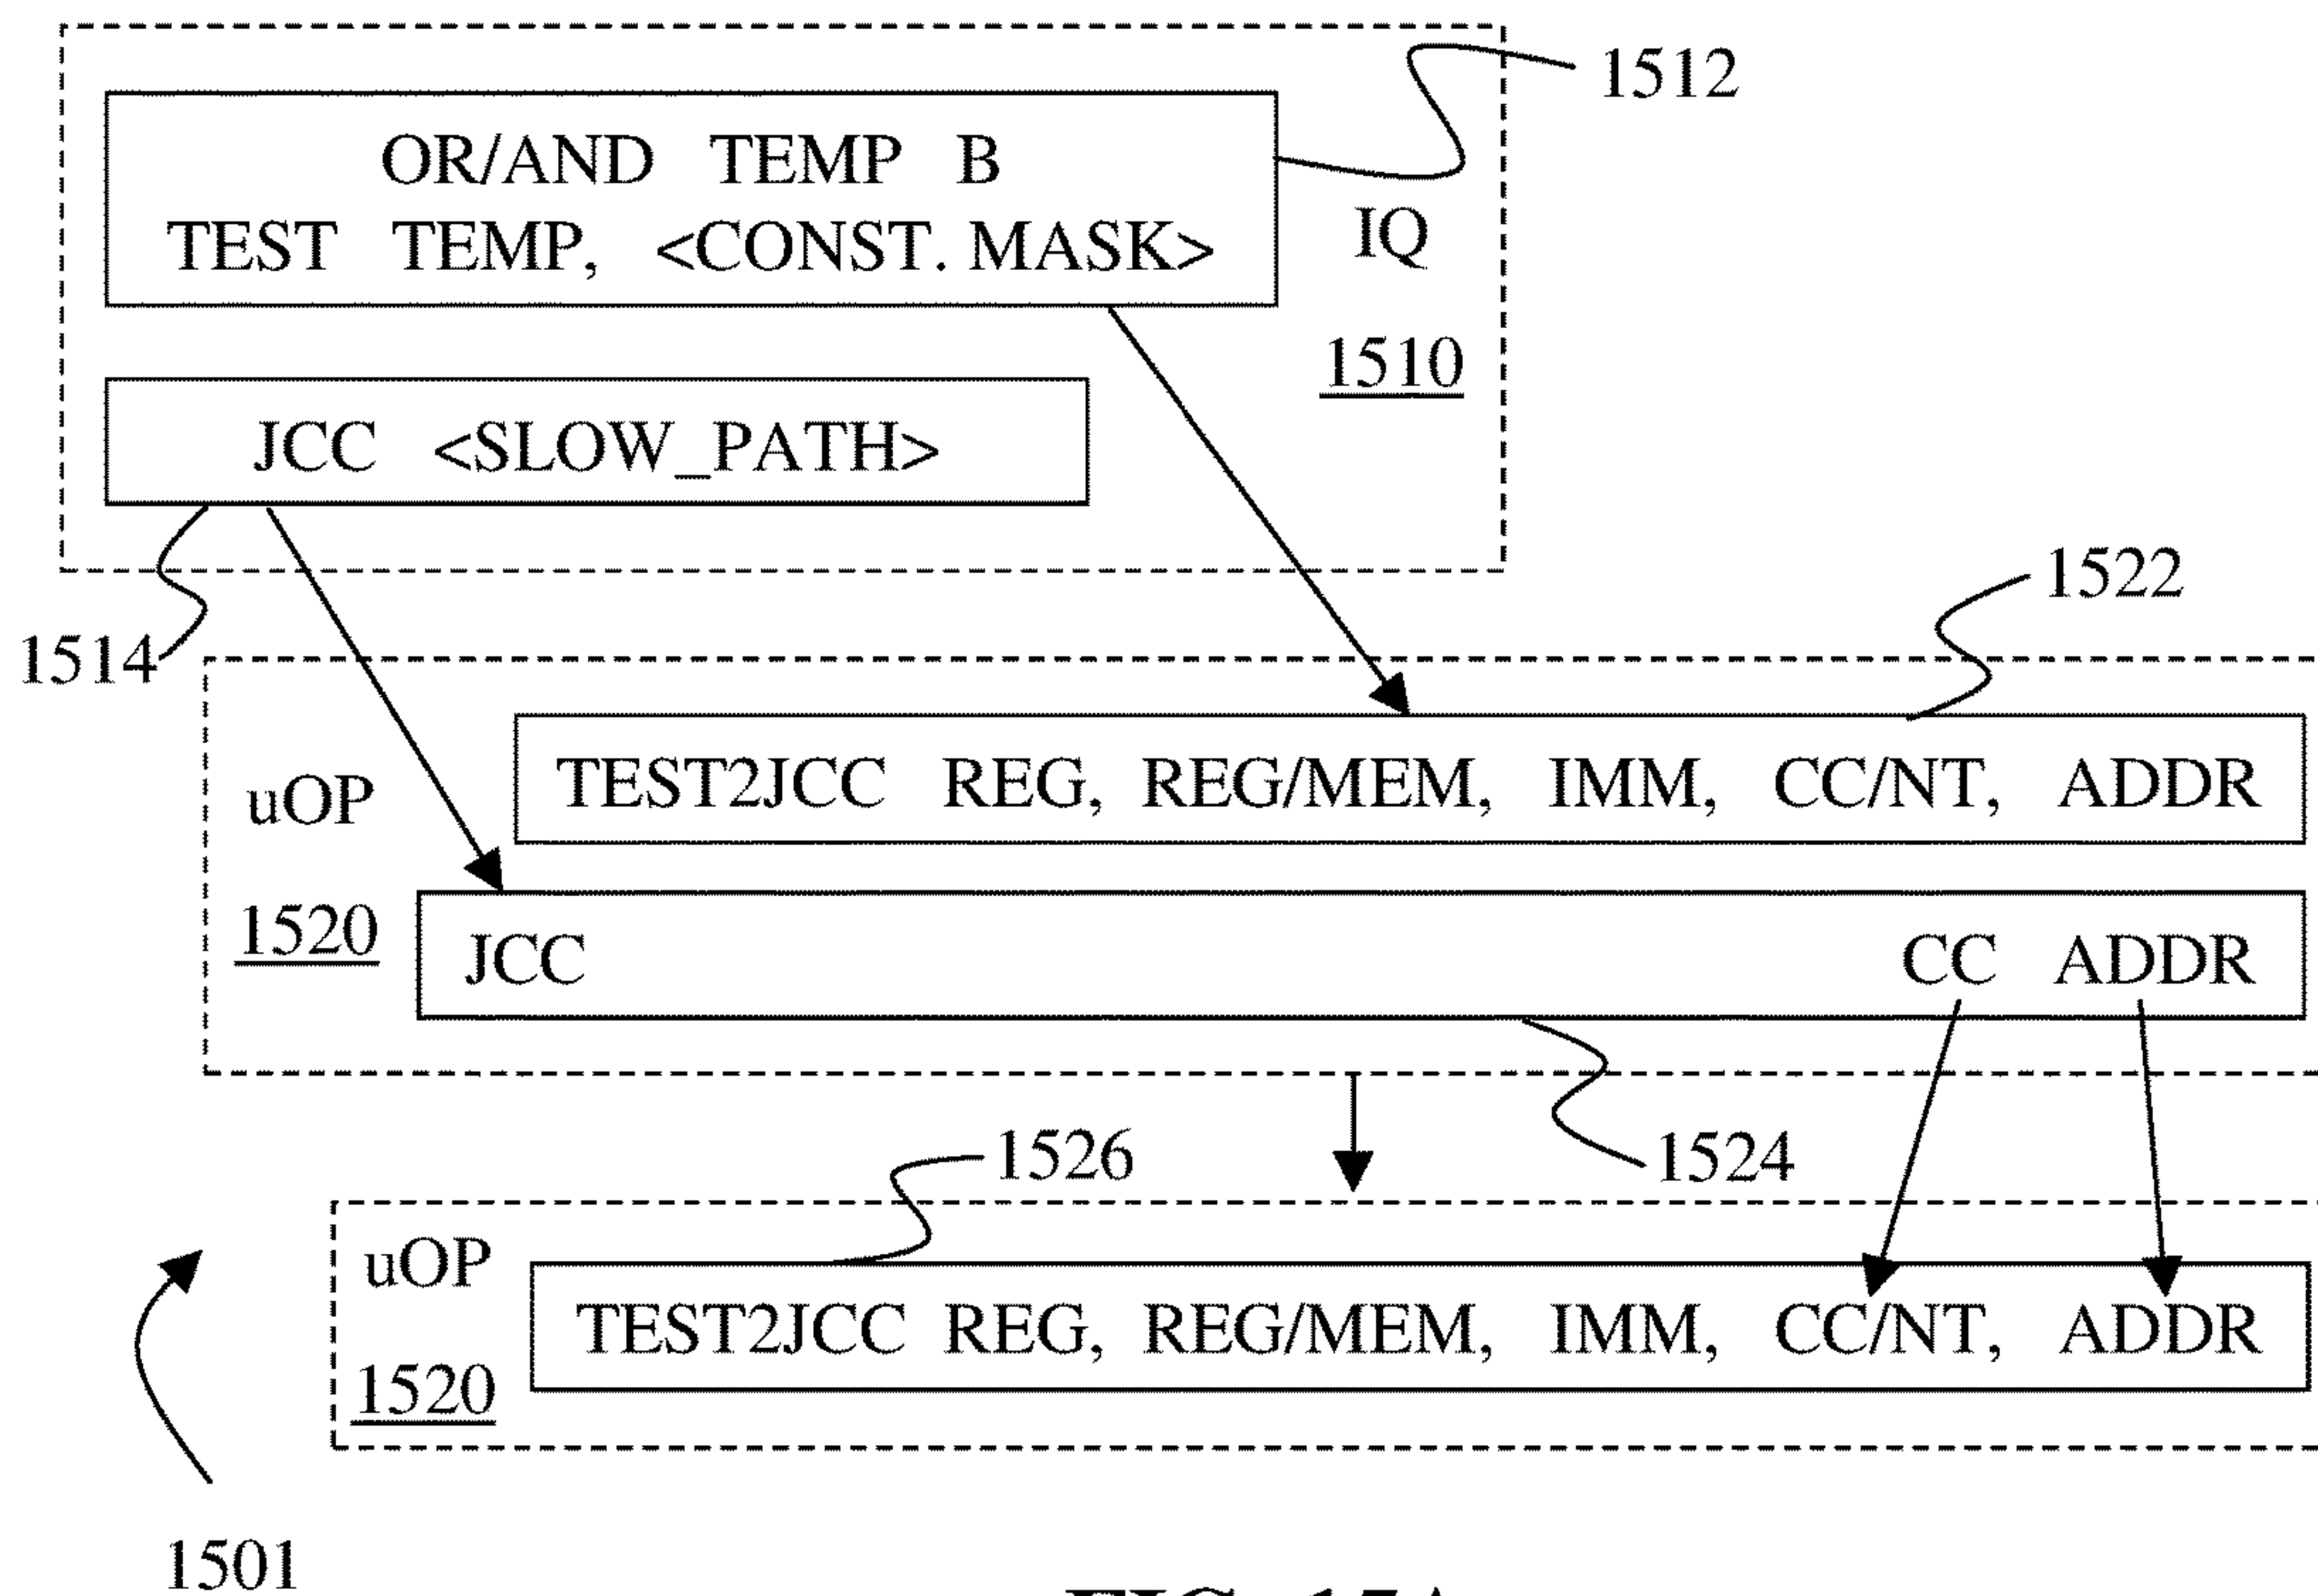 1512
OR/AND TEMP B
TEST TEMP, <CONST. MASK>
IQ
1510
JCC <SLOW_PATH>
1514
1522
uOP
1520
TEST2JCC REG, REG/MEM, IMM, CC/NT, ADDR
JCC CC ADDR
1526
1524
uOP
1520
TEST2JCC REG, REG/MEM, IMM, CC/NT, ADDR
1501